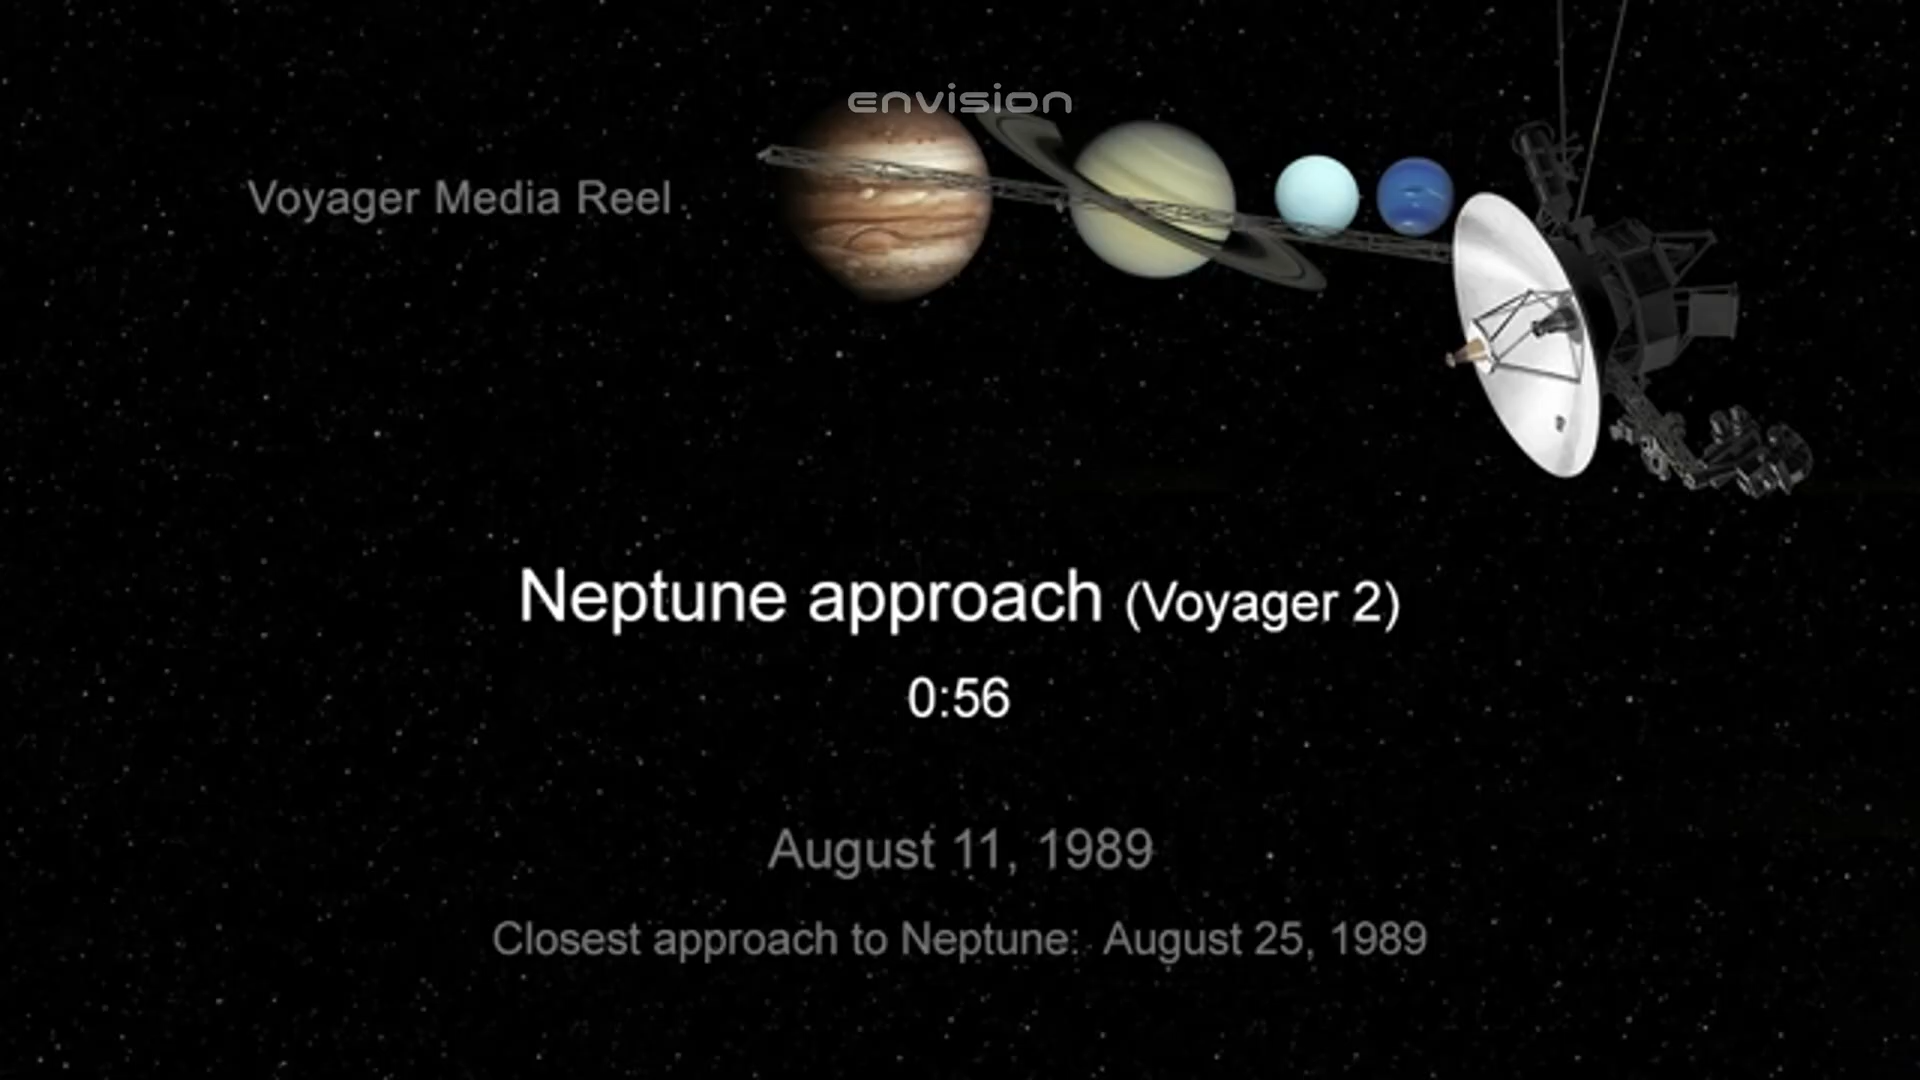 envision
Voyager Media Reel
Neptune approach (Voyager 2)
0:56
August 11, 1989
Closest approach to Neptune: August 25, 1989